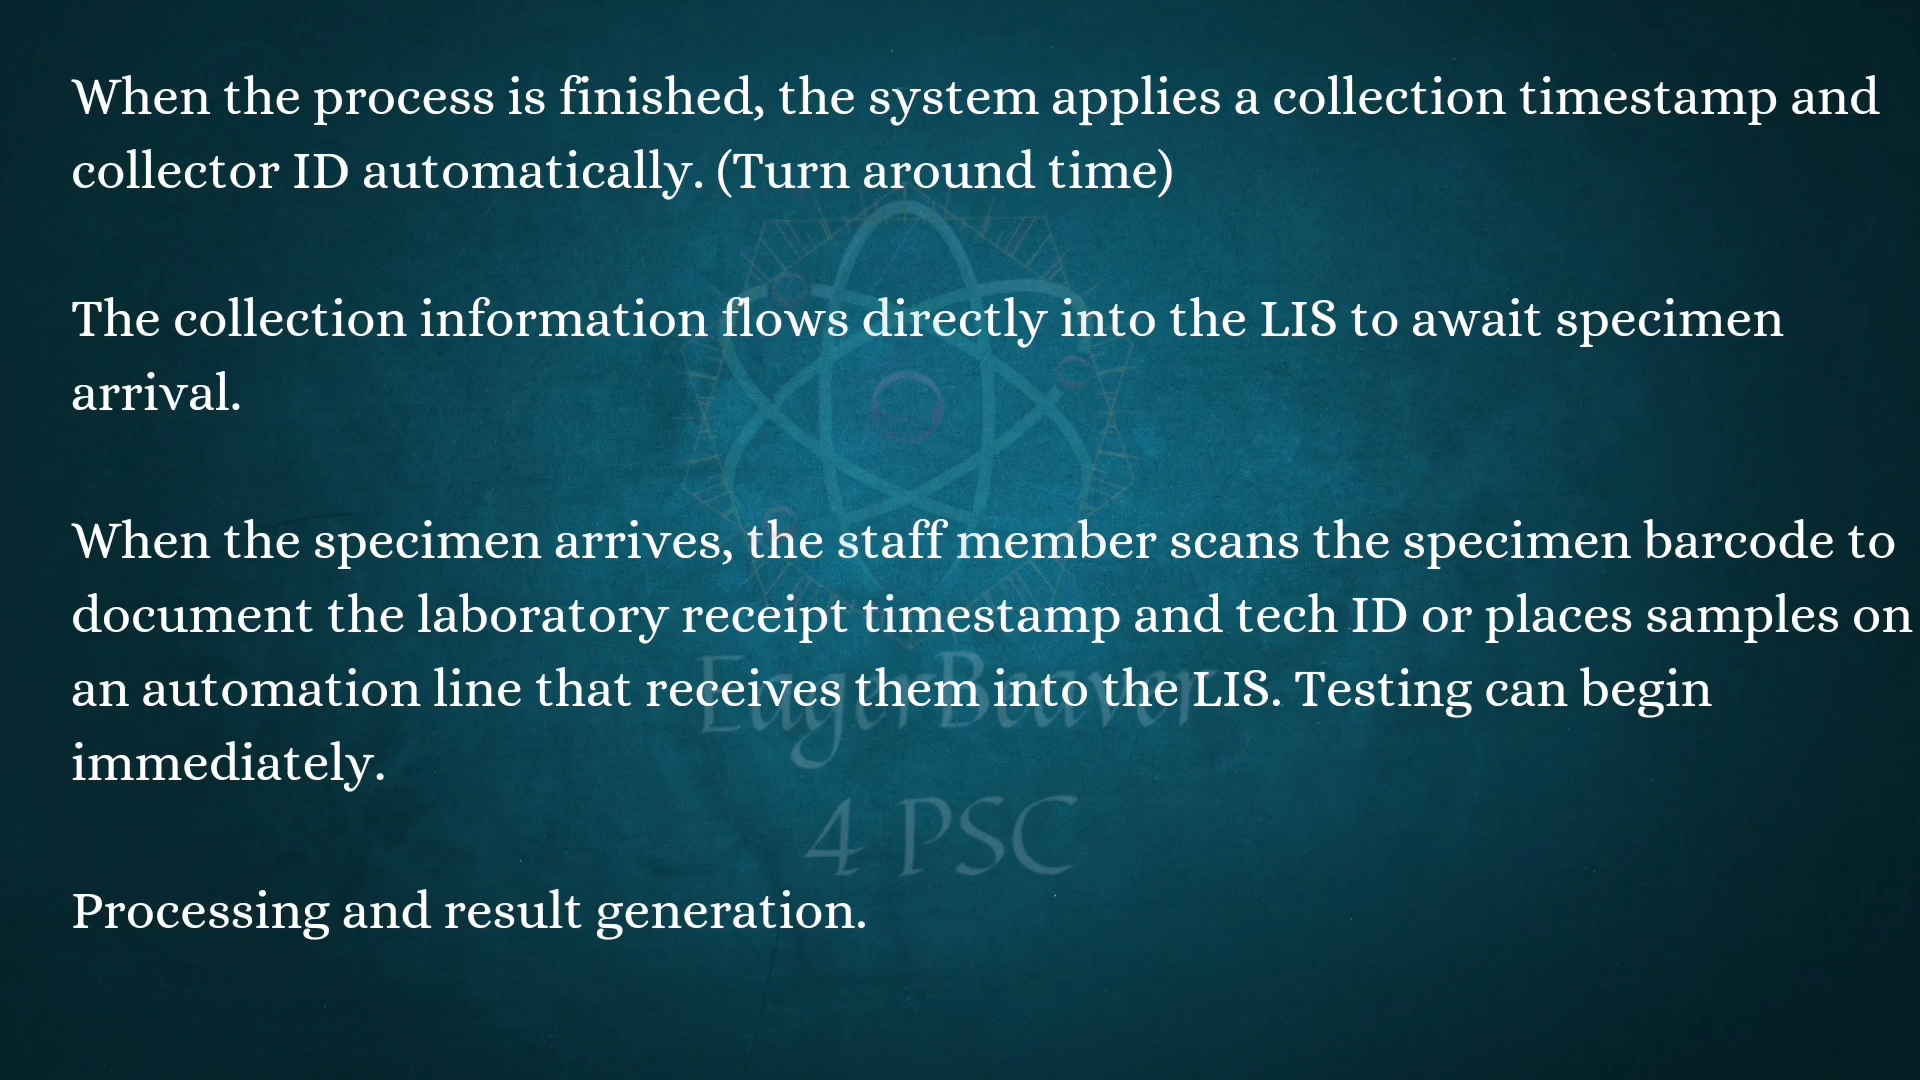 When the process is finished, the system applies a collection timestamp and
collector ID automatically. (Turn around time)
The collection information flows directly into the LIS to await specimen
arrival.
When the specimen arrives, the staff member scans the specimen barcode to
document the laboratory receipt timestamp and tech ID or places samples on
an automation line that receives them into the LIS. Testing can begin
EagerBeaver
immediately.
4 PSC
Processing and result generation.